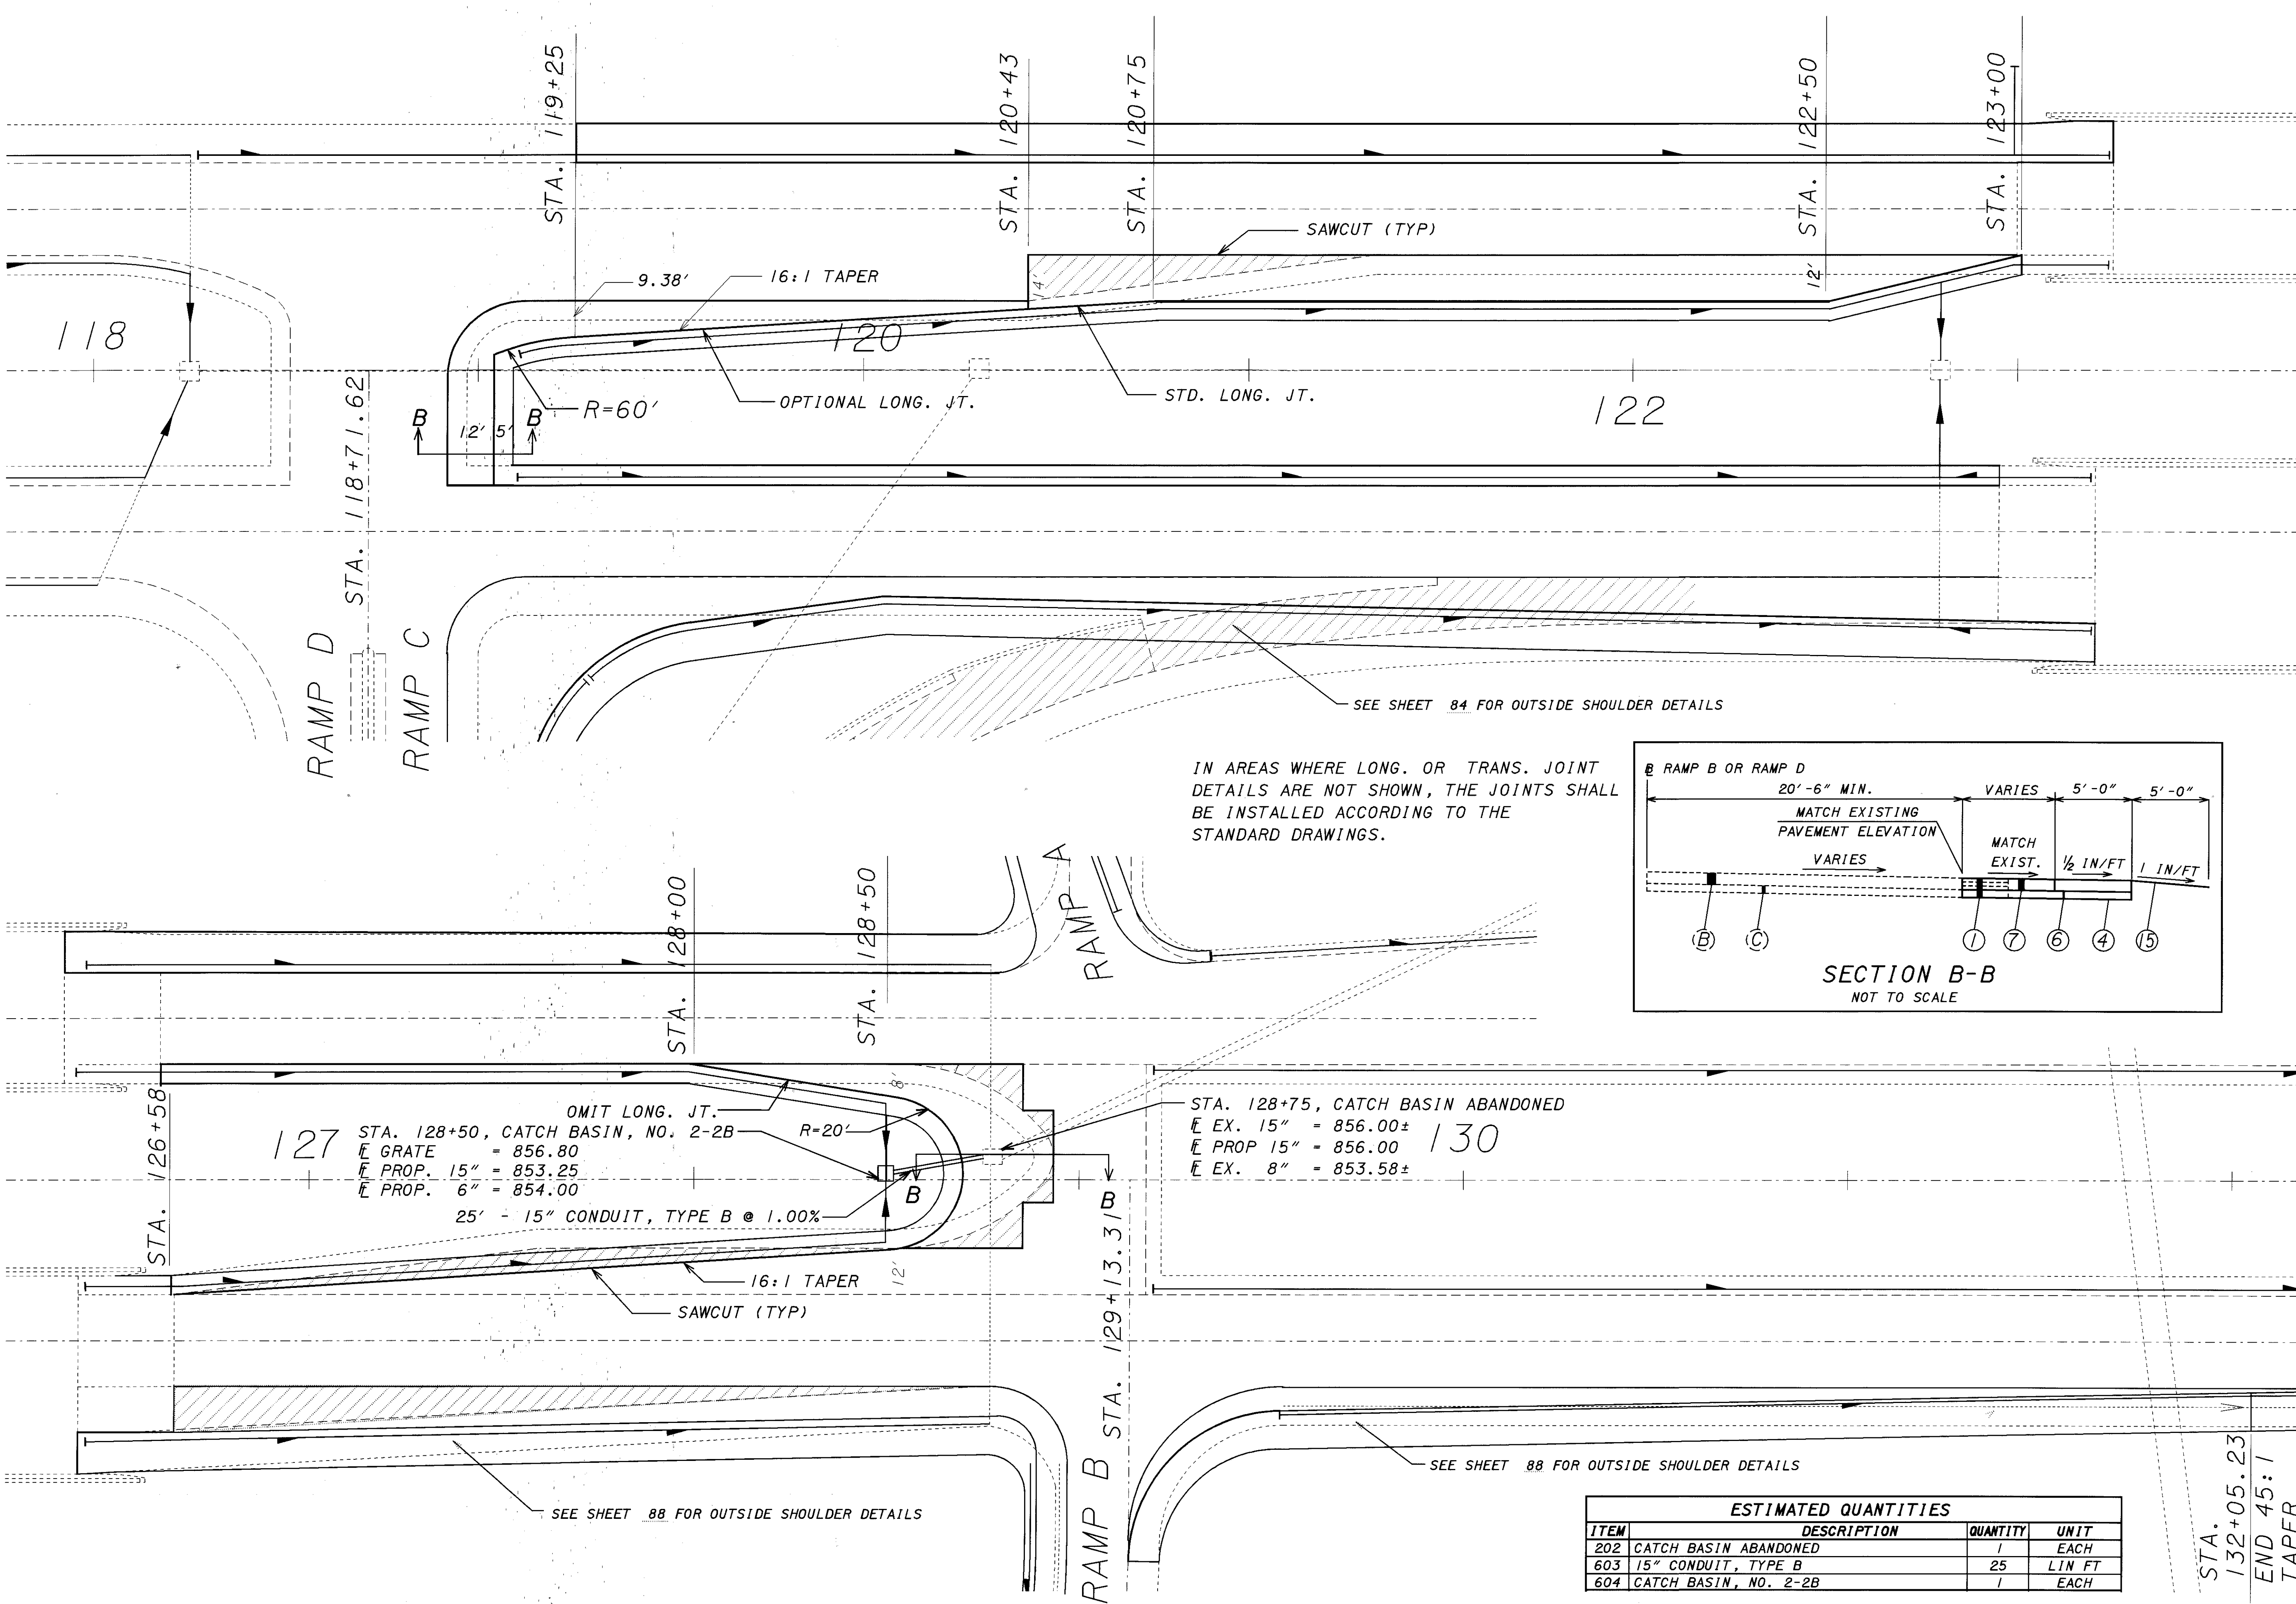 STA. 119+25
STA. 120+43
STA. 120+75
STA. 122+50
STA. 123+00
SAWCUT (TYP)
9.38'
16:1 TAPER
14'
12'
118
120
122
STA. 118+71.62
B
B
12'
5'
R=60'
OPTIONAL LONG. JT.
STD. LONG. JT.
RAMP D
RAMP C
SEE SHEET 84 FOR OUTSIDE SHOULDER DETAILS
IN AREAS WHERE LONG. OR TRANS. JOINT
DETAILS ARE NOT SHOWN, THE JOINTS SHALL
BE INSTALLED ACCORDING TO THE
STANDARD DRAWINGS.
RAMP B OR RAMP D
20'-6" MIN.
VARIES
5'-0"
5'-0"
MATCH EXISTING
PAVEMENT ELEVATION
VARIES
MATCH
EXIST.
½ IN/FT
1 IN/FT
B
C
1
7
6
4
15
SECTION B-B
NOT TO SCALE
STA. 128+00
STA. 128+50
RAMP A
STA. 126+58
127
OMIT LONG. JT.
8'
STA. 128+50, CATCH BASIN, NO. 2-2B
GRATE = 856.80
PROP. 15" = 853.25
PROP. 6" = 854.00
R=20'
25' - 15" CONDUIT, TYPE B @ 1.00%
B
B
STA. 128+75, CATCH BASIN ABANDONED
EX. 15" = 856.00±
PROP 15" = 856.00
EX. 8" = 853.58±
130
12'
16:1 TAPER
SAWCUT (TYP)
STA. 129+13.31
RAMP B
SEE SHEET 88 FOR OUTSIDE SHOULDER DETAILS
SEE SHEET 88 FOR OUTSIDE SHOULDER DETAILS
STA.
132+05.23
END 45:1
TAPER
ESTIMATED QUANTITIES
ITEM DESCRIPTION QUANTITY UNIT
202 CATCH BASIN ABANDONED 1 EACH
603 15" CONDUIT, TYPE B 25 LIN FT
604 CATCH BASIN, NO. 2-2B 1 EACH